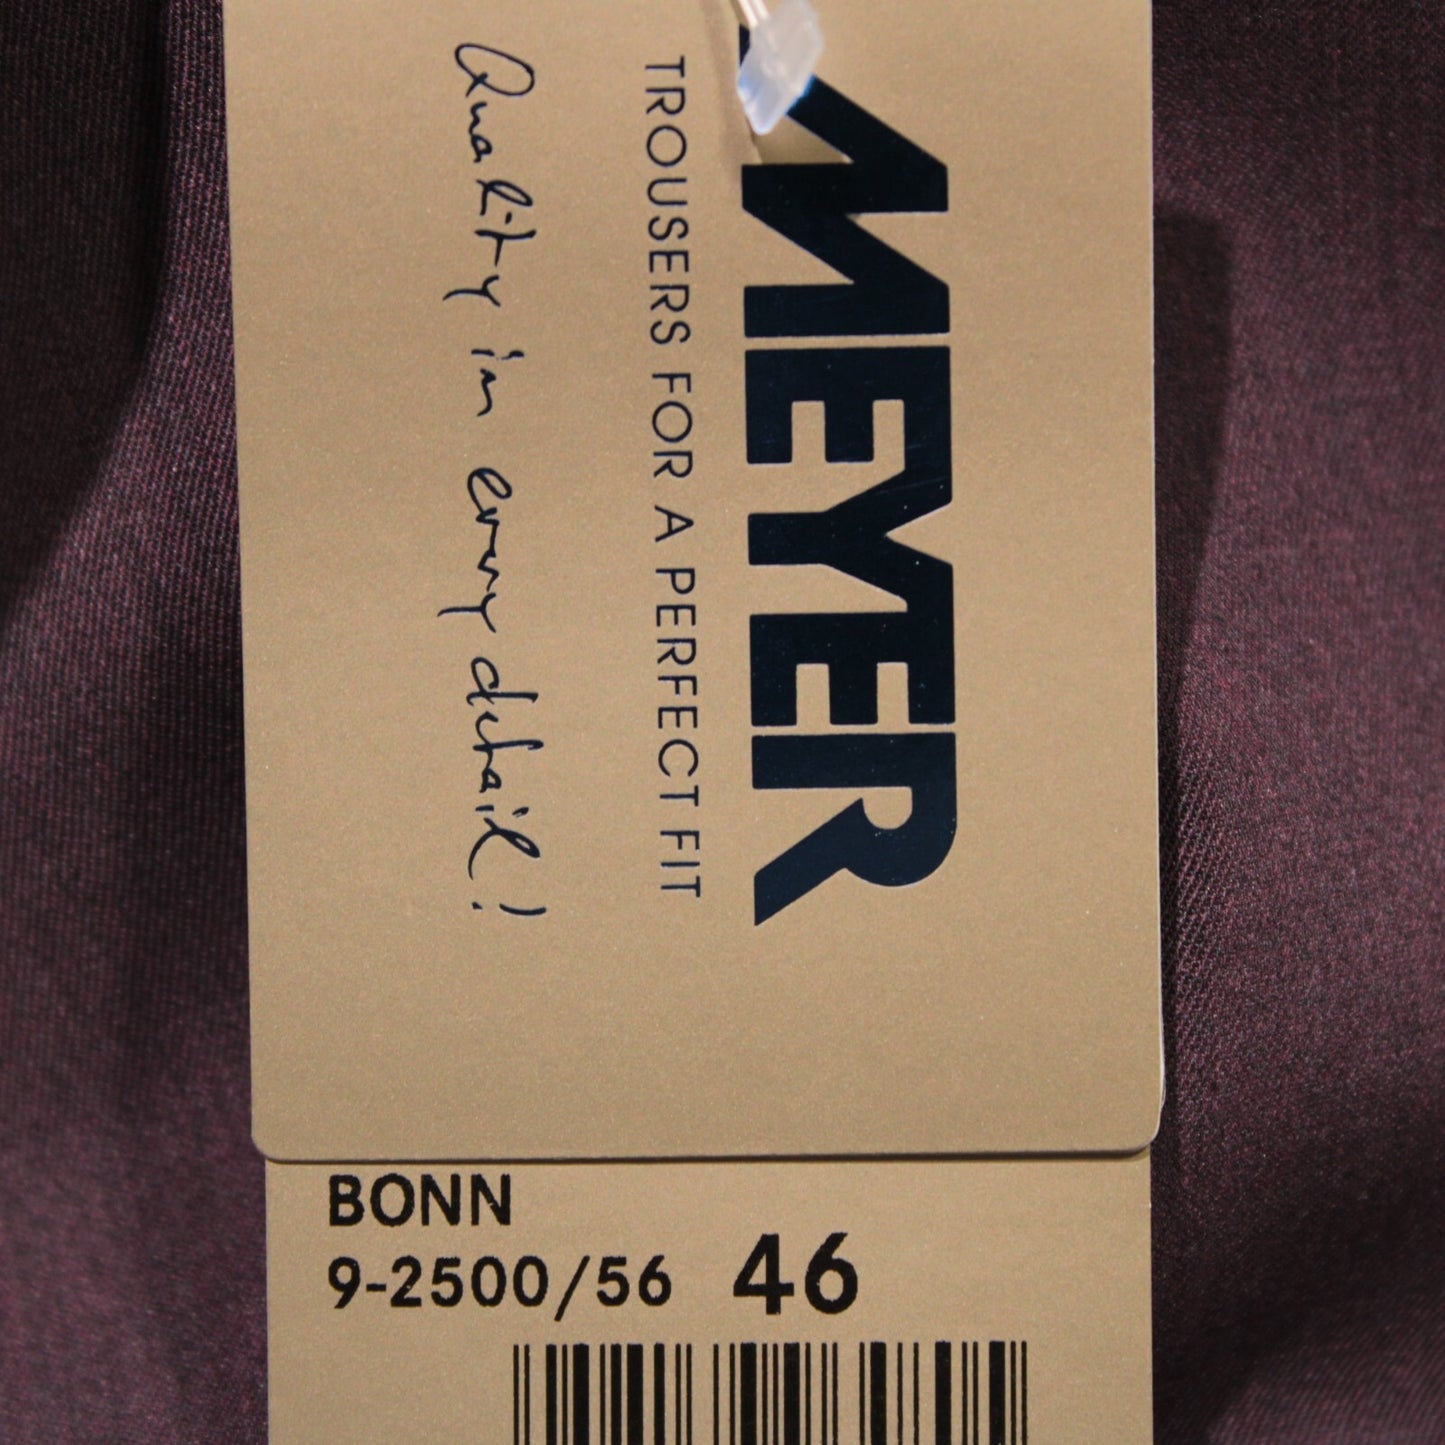 MEYER
TROUSERS FOR A PERFECT FIT
Quality in every detail!
BONN
9-2500/56 46